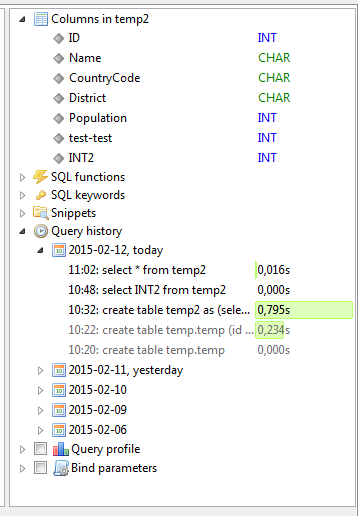 Columns in temp2
ID INT
Name CHAR
CountryCode CHAR
District CHAR
Population INT
test-test INT
INT2 INT
SQL functions
SQL keywords
Snippets
Query history
2015-02-12, today
11:02: select * from temp2 0,016s
10:48: select INT2 from temp2 0,000s
10:32: create table temp2 as (sele... 0,795s
10:22: create table temp.temp (id ... 0,234s
10:20: create table temp.temp 0,000s
2015-02-11, yesterday
2015-02-10
2015-02-09
2015-02-06
Query profile
Bind parameters